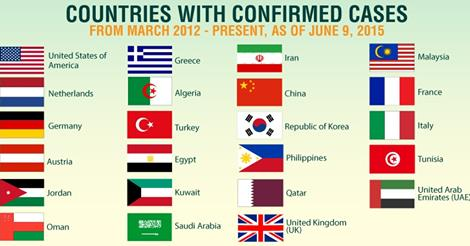 COUNTRIES WITH CONFIRMED CASES
FROM MARCH 2012 - PRESENT, AS OF JUNE 9, 2015
United States of
America
Greece
Iran
Malaysia
Netherlands
Algeria
China
France
Germany
Turkey
Republic of Korea
Italy
Austria
Egypt
Philippines
Tunisia
Jordan
Kuwait
Qatar
United Arab
Emirates (UAE)
Oman
Saudi Arabia
United Kingdom
(UK)